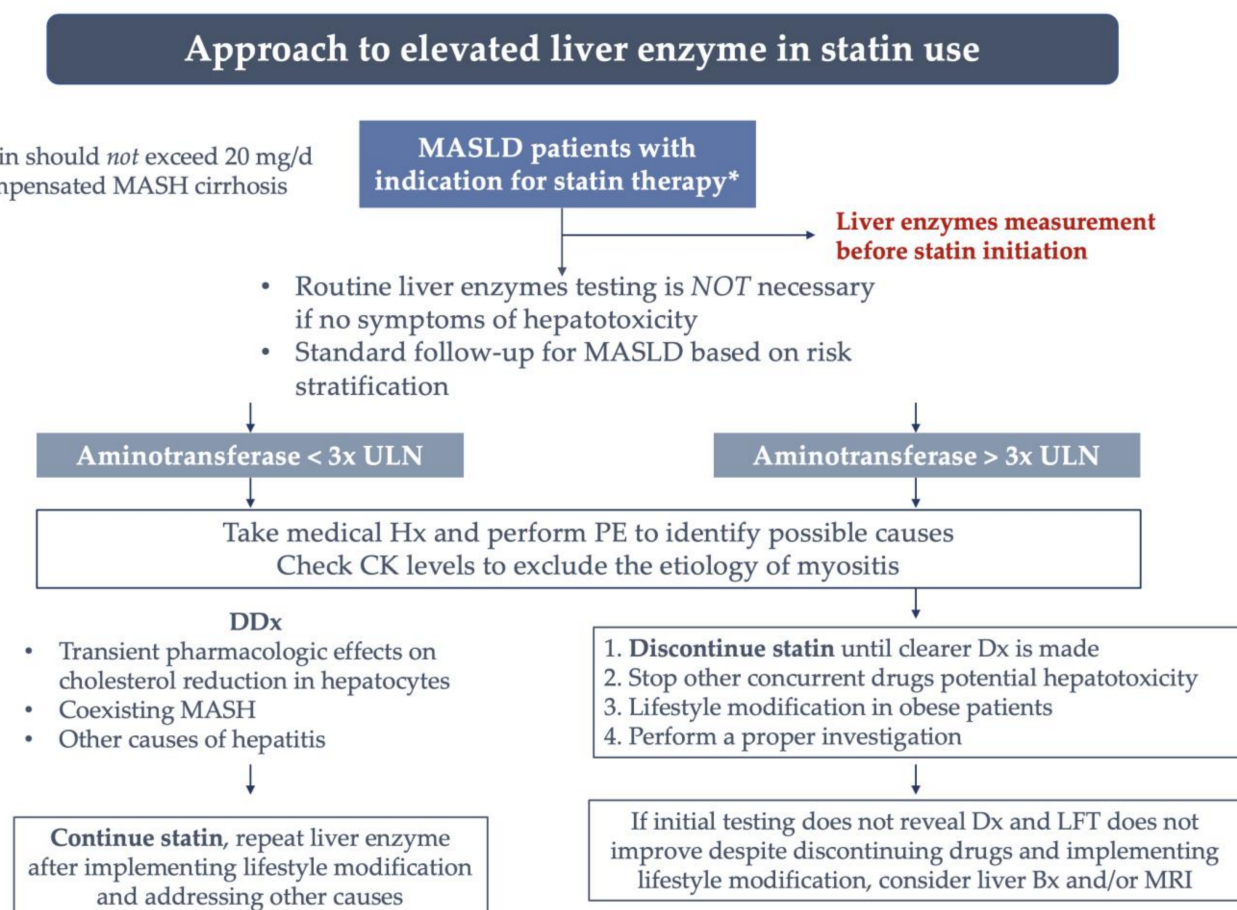 Approach to elevated liver enzyme in statin use
in should not exceed 20 mg/d
mpensated MASH cirrhosis
MASLD patients with
indication for statin therapy*
Liver enzymes measurement
before statin initiation
• Routine liver enzymes testing is NOT necessary
if no symptoms of hepatotoxicity
• Standard follow-up for MASLD based on risk
stratification
Aminotransferase < 3x ULN
Aminotransferase > 3x ULN
Take medical Hx and perform PE to identify possible causes
Check CK levels to exclude the etiology of myositis
DDx
• Transient pharmacologic effects on
cholesterol reduction in hepatocytes
• Coexisting MASH
• Other causes of hepatitis
1. Discontinue statin until clearer Dx is made
2. Stop other concurrent drugs potential hepatotoxicity
3. Lifestyle modification in obese patients
4. Perform a proper investigation
Continue statin, repeat liver enzyme
after implementing lifestyle modification
and addressing other causes
If initial testing does not reveal Dx and LFT does not
improve despite discontinuing drugs and implementing
lifestyle modification, consider liver Bx and/or MRI